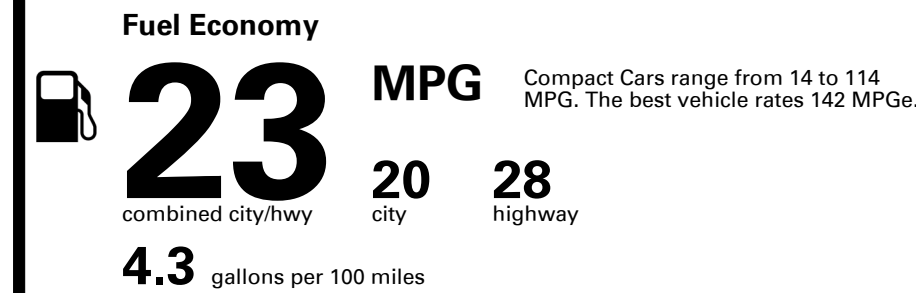 Fuel Economy
23
MPG
Compact Cars range from 14 to 114
MPG. The best vehicle rates 142 MPGe.
combined city/hwy
20
city
28
highway
4.3 gallons per 100 miles